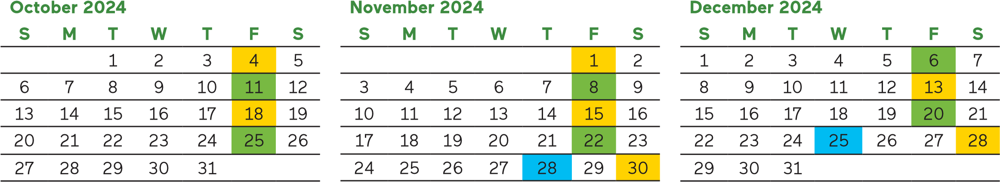 October 2024
S M T W T F S
1 2 3 4 5
6 7 8 9 10 11 12
13 14 15 16 17 18 19
20 21 22 23 24 25 26
27 28 29 30 31
November 2024
S M T W T F S
1 2
3 4 5 6 7 8 9
10 11 12 13 14 15 16
17 18 19 20 21 22 23
24 25 26 27 28 29 30
December 2024
S M T W T F S
1 2 3 4 5 6 7
8 9 10 11 12 13 14
15 16 17 18 19 20 21
22 23 24 25 26 27 28
29 30 31